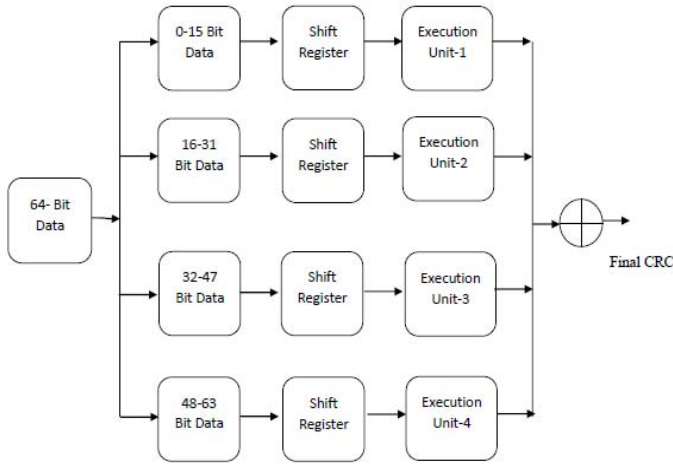 0-15 Bit
Data
Shift
Register
Execution
Unit-1
16-31
Bit Data
Shift
Register
Execution
Unit-2
64- Bit
Data
Final CRC
32-47
Bit Data
Shift
Register
Execution
Unit-3
48-63
Bit Data
Shift
Register
Execution
Unit-4